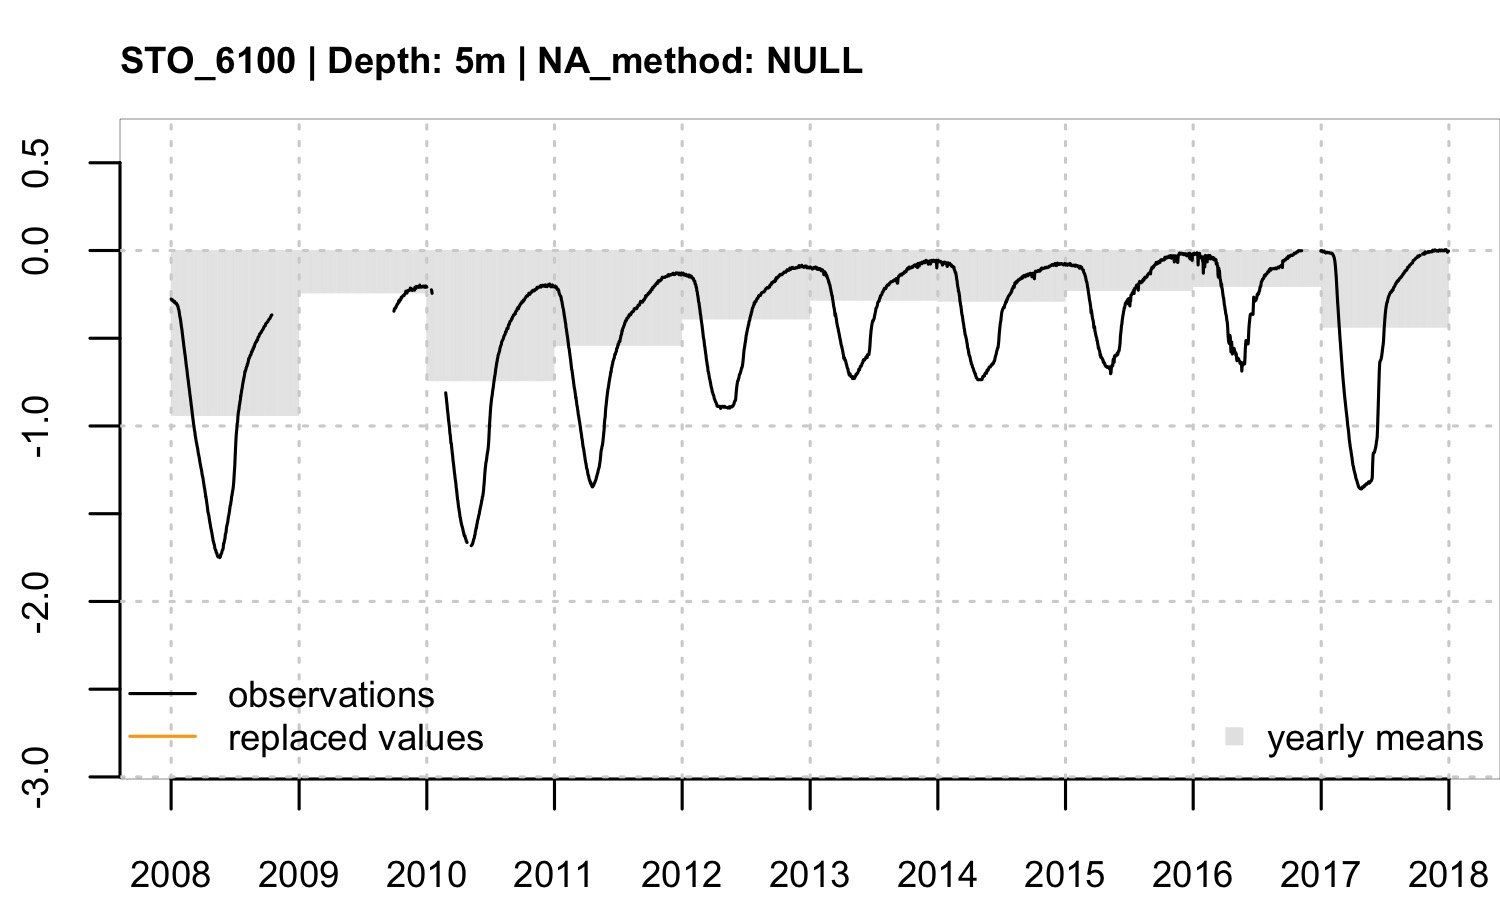 STO_6100 | Depth: 5m | NA_method: NULL
0.5
0.0
-1.0
-2.0
-3.0
observations
replaced values
yearly means
2008 2009 2010 2011 2012 2013 2014 2015 2016 2017 2018